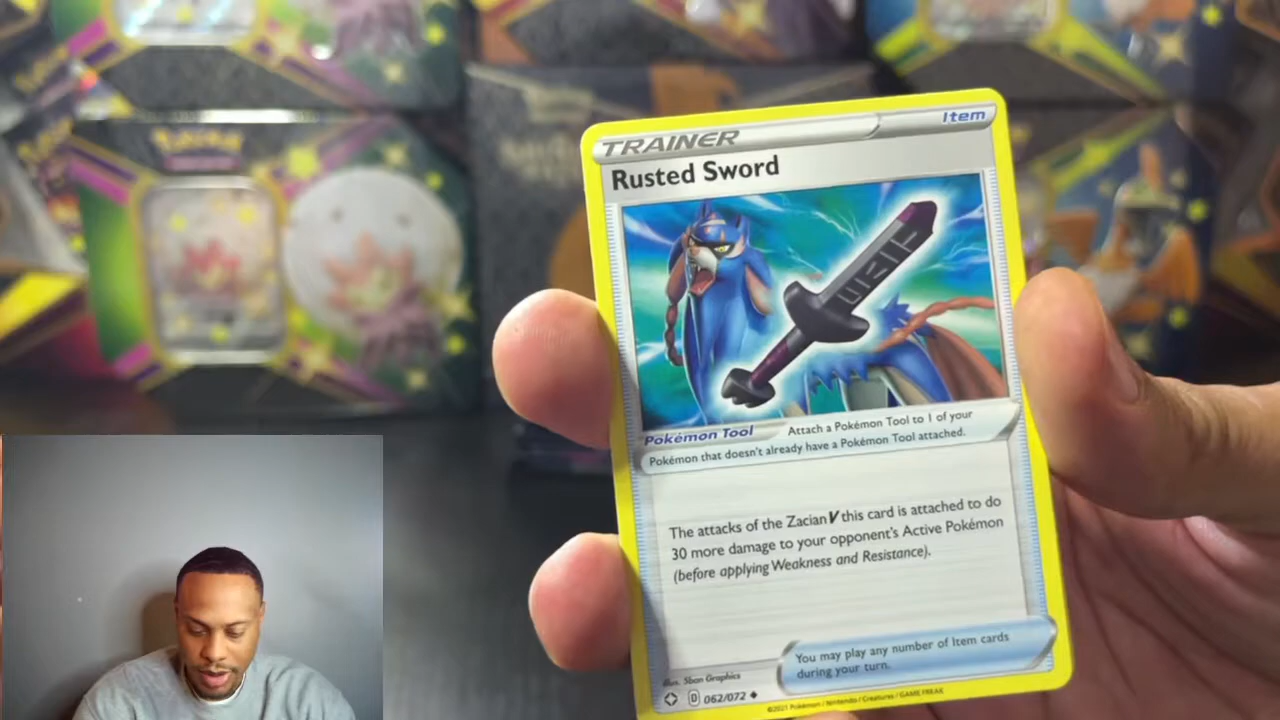 Pokémon
TRAINER
Item
Rusted Sword
Pokémon Tool
Attach a Pokémon Tool to 1 of your
Pokémon that doesn't already have a Pokémon Tool attached.
The attacks of the Zacian V this card is attached to do
30 more damage to your opponent's Active Pokémon
(before applying Weakness and Resistance).
You may play any number of Item cards
during your turn.
Illus. 5ban Graphics
D 062/072
©2021 Pokémon / Nintendo / Creatures / GAME FREAK